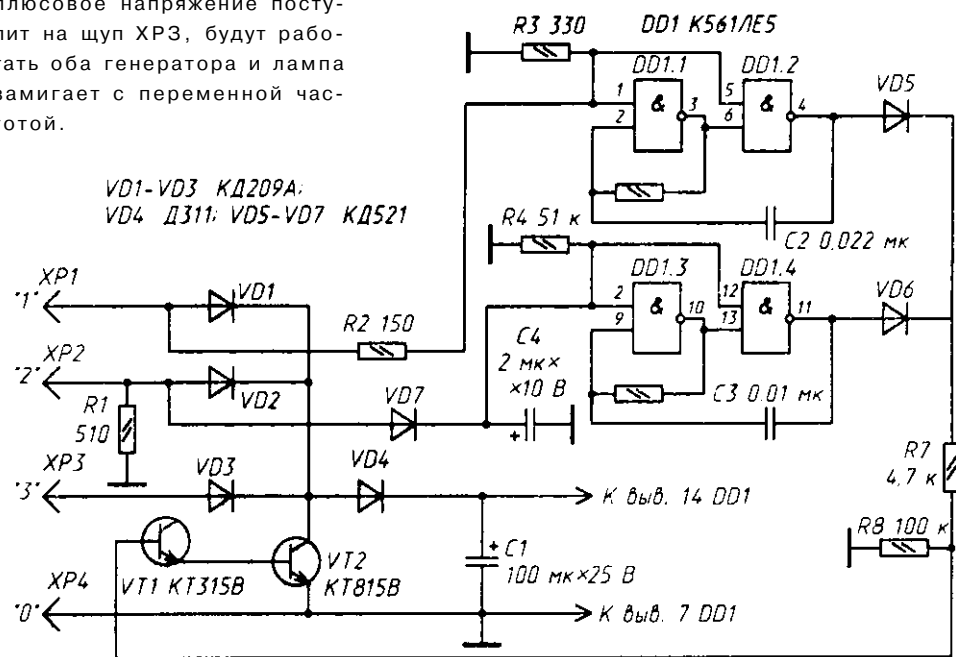 плюсовое напряжение посту-
пит на щуп ХР3, будут рабо-
тать оба генератора и лампа
замигает с переменной час-
тотой.
R3 330
DD1 К561ЛЕ5
DD1.1
DD1.2
1
&
3
2
5
&
4
6
VD5
VD1-VD3 КД209А;
VD4 Д311; VD5-VD7 КД521
C2 0,022 мк
R4 51 к
DD1.3
DD1.4
2
&
10
9
12
&
11
13
VD6
C3 0.01 мк
XP1
"1"
VD1
R2 150
XP2
"2"
VD2
R1
510
VD7
C4
2 мк×
×10 В
+
XP3
"3"
VD3
VD4
К выв. 14 DD1
R7
4,7 к
R8 100 к
VT1 КТ315В
VT2
КТ815В
+ C1
100 мк×25 В
XP4
"0"
К выв. 7 DD1